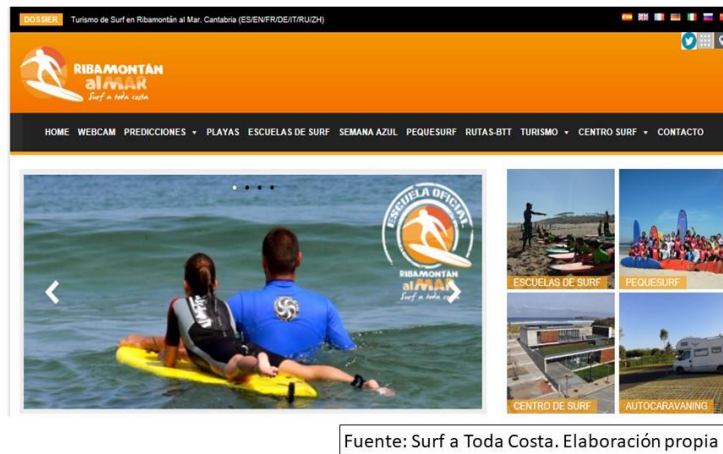 DOSSIER Turismo de Surf en Ribamontán al Mar. Cantabria (ES/EN/FR/DE/IT/RU/ZH)
RIBAMONTÁN
al MAR
Surf a toda costa
HOME WEBCAM PREDICCIONES PLAYAS ESCUELAS DE SURF SEMANA AZUL PEQUESURF RUTAS-BTT TURISMO CENTRO SURF CONTACTO
ESCUELA OFICIAL
RIBAMONTÁN
al MAR
Surf a toda costa
ESCUELAS DE SURF
PEQUESURF
CENTRO DE SURF
AUTOCARAVANING
Fuente: Surf a Toda Costa. Elaboración propia